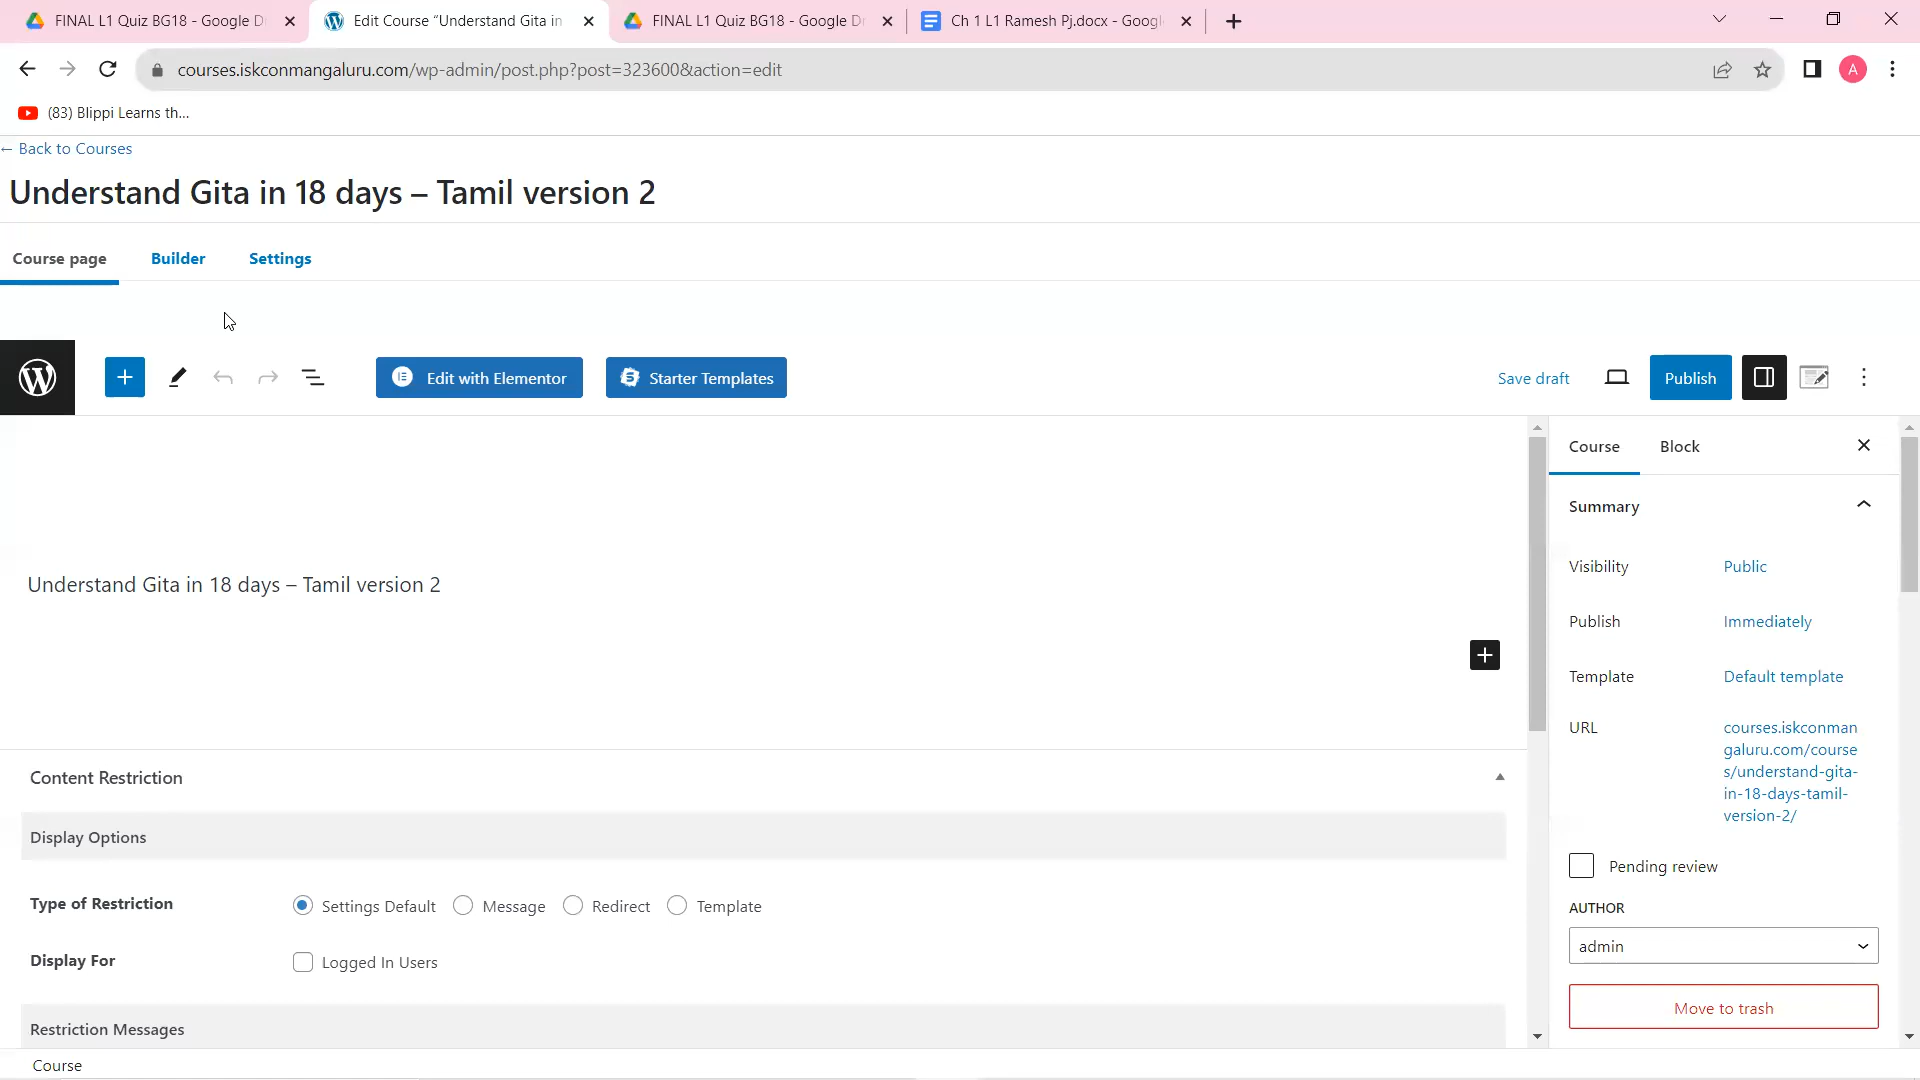 FINAL L1 Quiz BG18 - Google D
Edit Course “Understand Gita in
FINAL L1 Quiz BG18 - Google Dr
Ch 1 L1 Ramesh Pj.docx - Googl
courses.iskconmangaluru.com/wp-admin/post.php?post=323600&action=edit
A
(83) Blippi Learns th...
← Back to Courses
Understand Gita in 18 days – Tamil version 2
Course page
Builder
Settings
Edit with Elementor
Starter Templates
Save draft
Publish
Course
Block
Summary
Visibility
Public
Publish
Immediately
Template
Default template
URL
courses.iskconman
galuru.com/course
s/understand-gita-
in-18-days-tamil-
version-2/
Pending review
AUTHOR
admin
Move to trash
Understand Gita in 18 days – Tamil version 2
Content Restriction
Display Options
Type of Restriction
Settings Default
Message
Redirect
Template
Display For
Logged In Users
Restriction Messages
Course